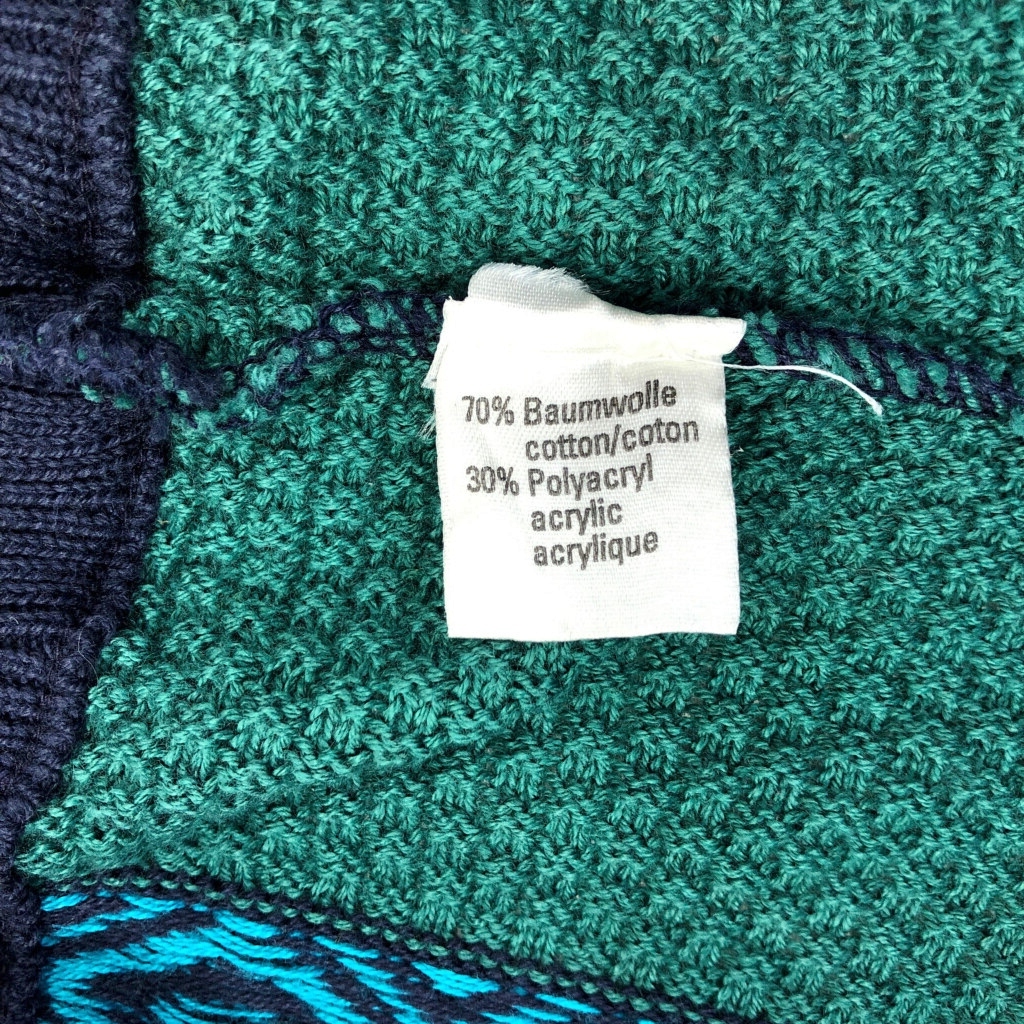 70% Baumwolle
cotton/coton
30% Polyacryl
acrylic
acrylique